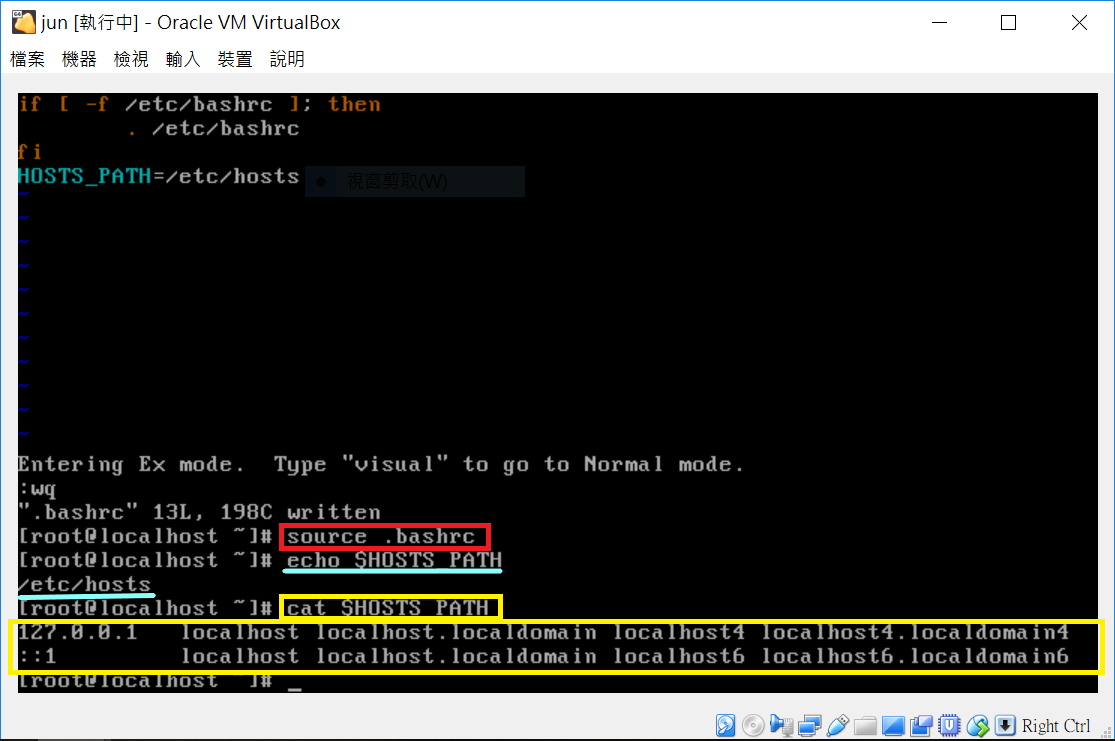 jun [執行中] - Oracle VM VirtualBox
檔案 機器 檢視 輸入 裝置 說明
if [ -f /etc/bashrc ]; then
        . /etc/bashrc
fi
HOSTS_PATH=/etc/hosts
視窗剪取(W)
~
~
~
~
~
~
~
~
~
~
~
Entering Ex mode.  Type "visual" to go to Normal mode.
:wq
".bashrc" 13L, 198C written
[root@localhost ~]# source .bashrc
[root@localhost ~]# echo $HOSTS_PATH
/etc/hosts
[root@localhost ~]# cat $HOSTS_PATH
127.0.0.1   localhost localhost.localdomain localhost4 localhost4.localdomain4
::1         localhost localhost.localdomain localhost6 localhost6.localdomain6
[root@localhost ~]# _
Right Ctrl